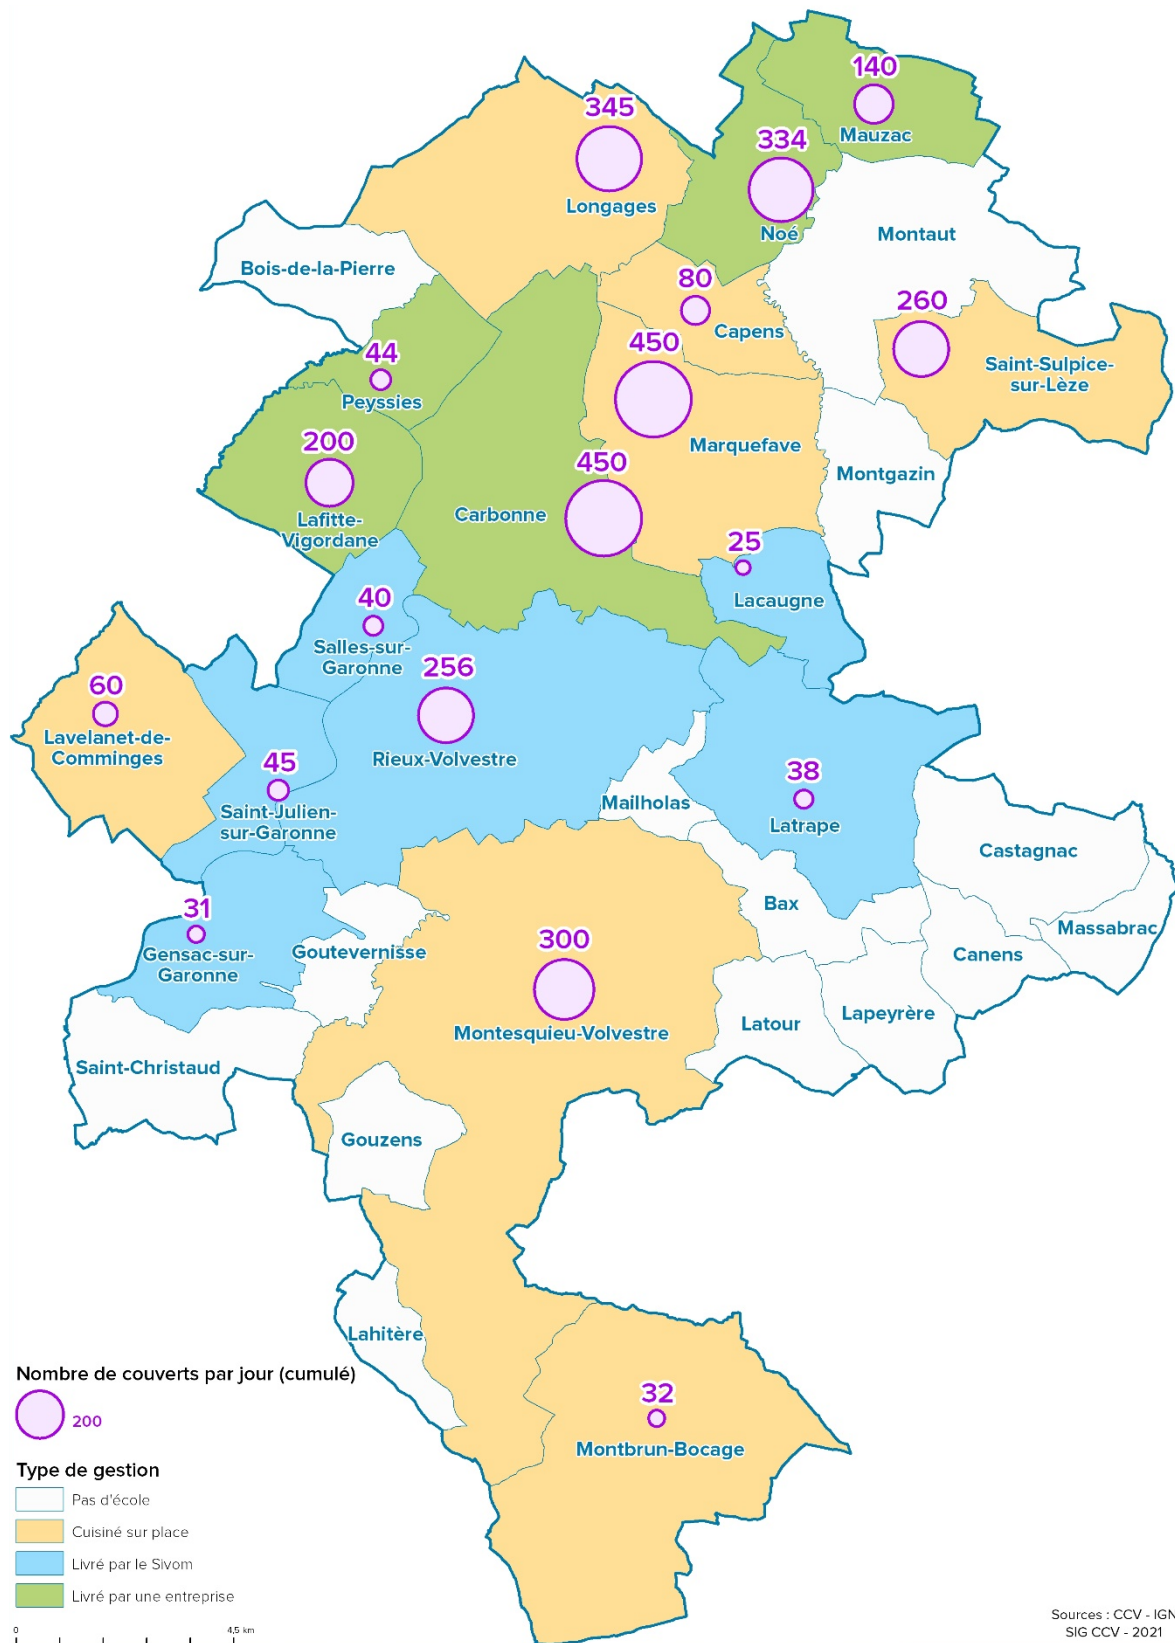 140
Mauzac
345
Longages
334
Noé
Montaut
Bois-de-la-Pierre
80
Capens
260
Saint-Sulpice-
sur-Lèze
44
Peyssies
450
Marquefave
200
Lafitte-
Vigordane
450
Carbonne
Montgazin
25
Lacaugne
40
Salles-sur-
Garonne
256
Rieux-Volvestre
60
Lavelanet-de-
Comminges
45
Saint-Julien-
sur-Garonne
Mailholas
38
Latrape
Castagnac
Bax
Massabrac
31
Gensac-sur-
Garonne
Goutevernisse
300
Montesquieu-Volvestre
Canens
Latour
Lapeyrère
Saint-Christaud
Gouzens
Lahitère
32
Montbrun-Bocage
Nombre de couverts par jour (cumulé)
200
Type de gestion
Pas d'école
Cuisiné sur place
Livré par le Sivom
Livré par une entreprise
0 4,5 km
Sources : CCV - IGN
SIG CCV - 2021